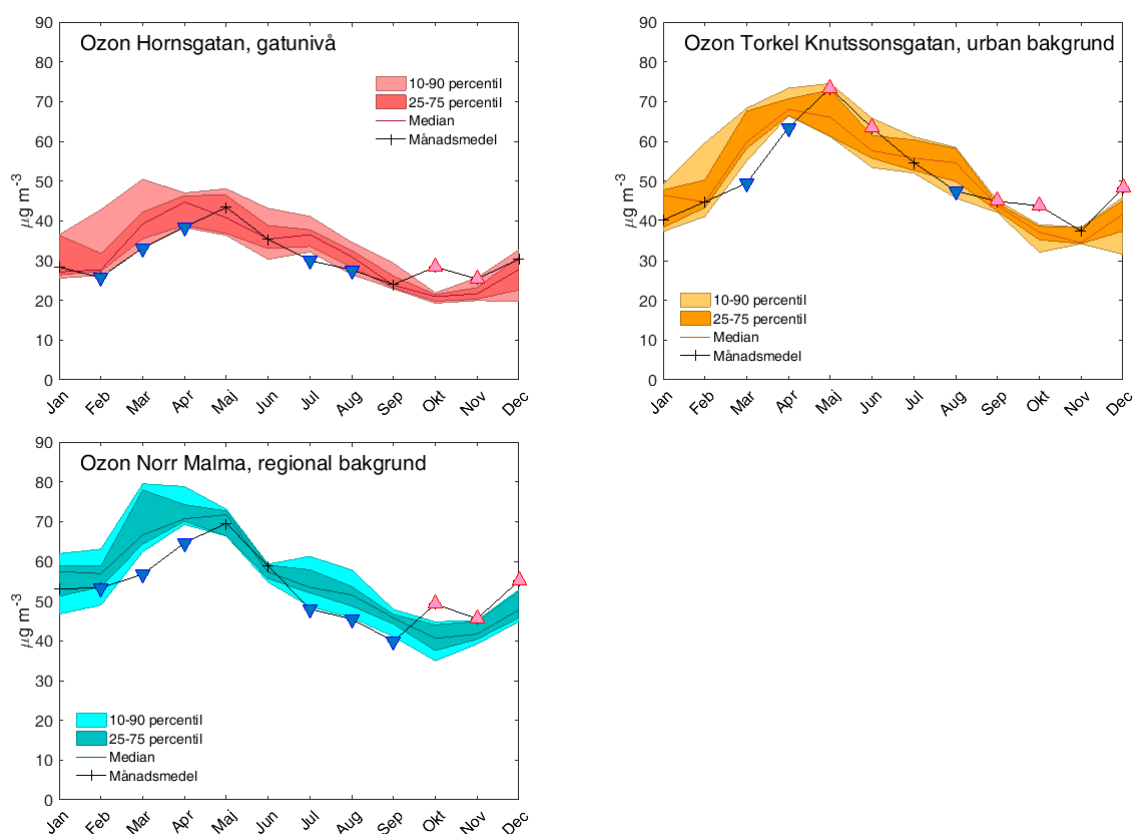 Ozon Hornsgatan, gatunivå
10-90 percentil
25-75 percentil
Median
Månadsmedel
µg m-3
90
80
70
60
50
40
30
20
10
0
Jan Feb Mar Apr Maj Jun Jul Aug Sep Okt Nov Dec
Ozon Torkel Knutssonsgatan, urban bakgrund
µg m-3
90
80
70
60
50
40
30
20
10
0
10-90 percentil
25-75 percentil
Median
Månadsmedel
Jan Feb Mar Apr Maj Jun Jul Aug Sep Okt Nov Dec
Ozon Norr Malma, regional bakgrund
µg m-3
90
80
70
60
50
40
30
20
10
0
10-90 percentil
25-75 percentil
Median
Månadsmedel
Jan Feb Mar Apr Maj Jun Jul Aug Sep Okt Nov Dec